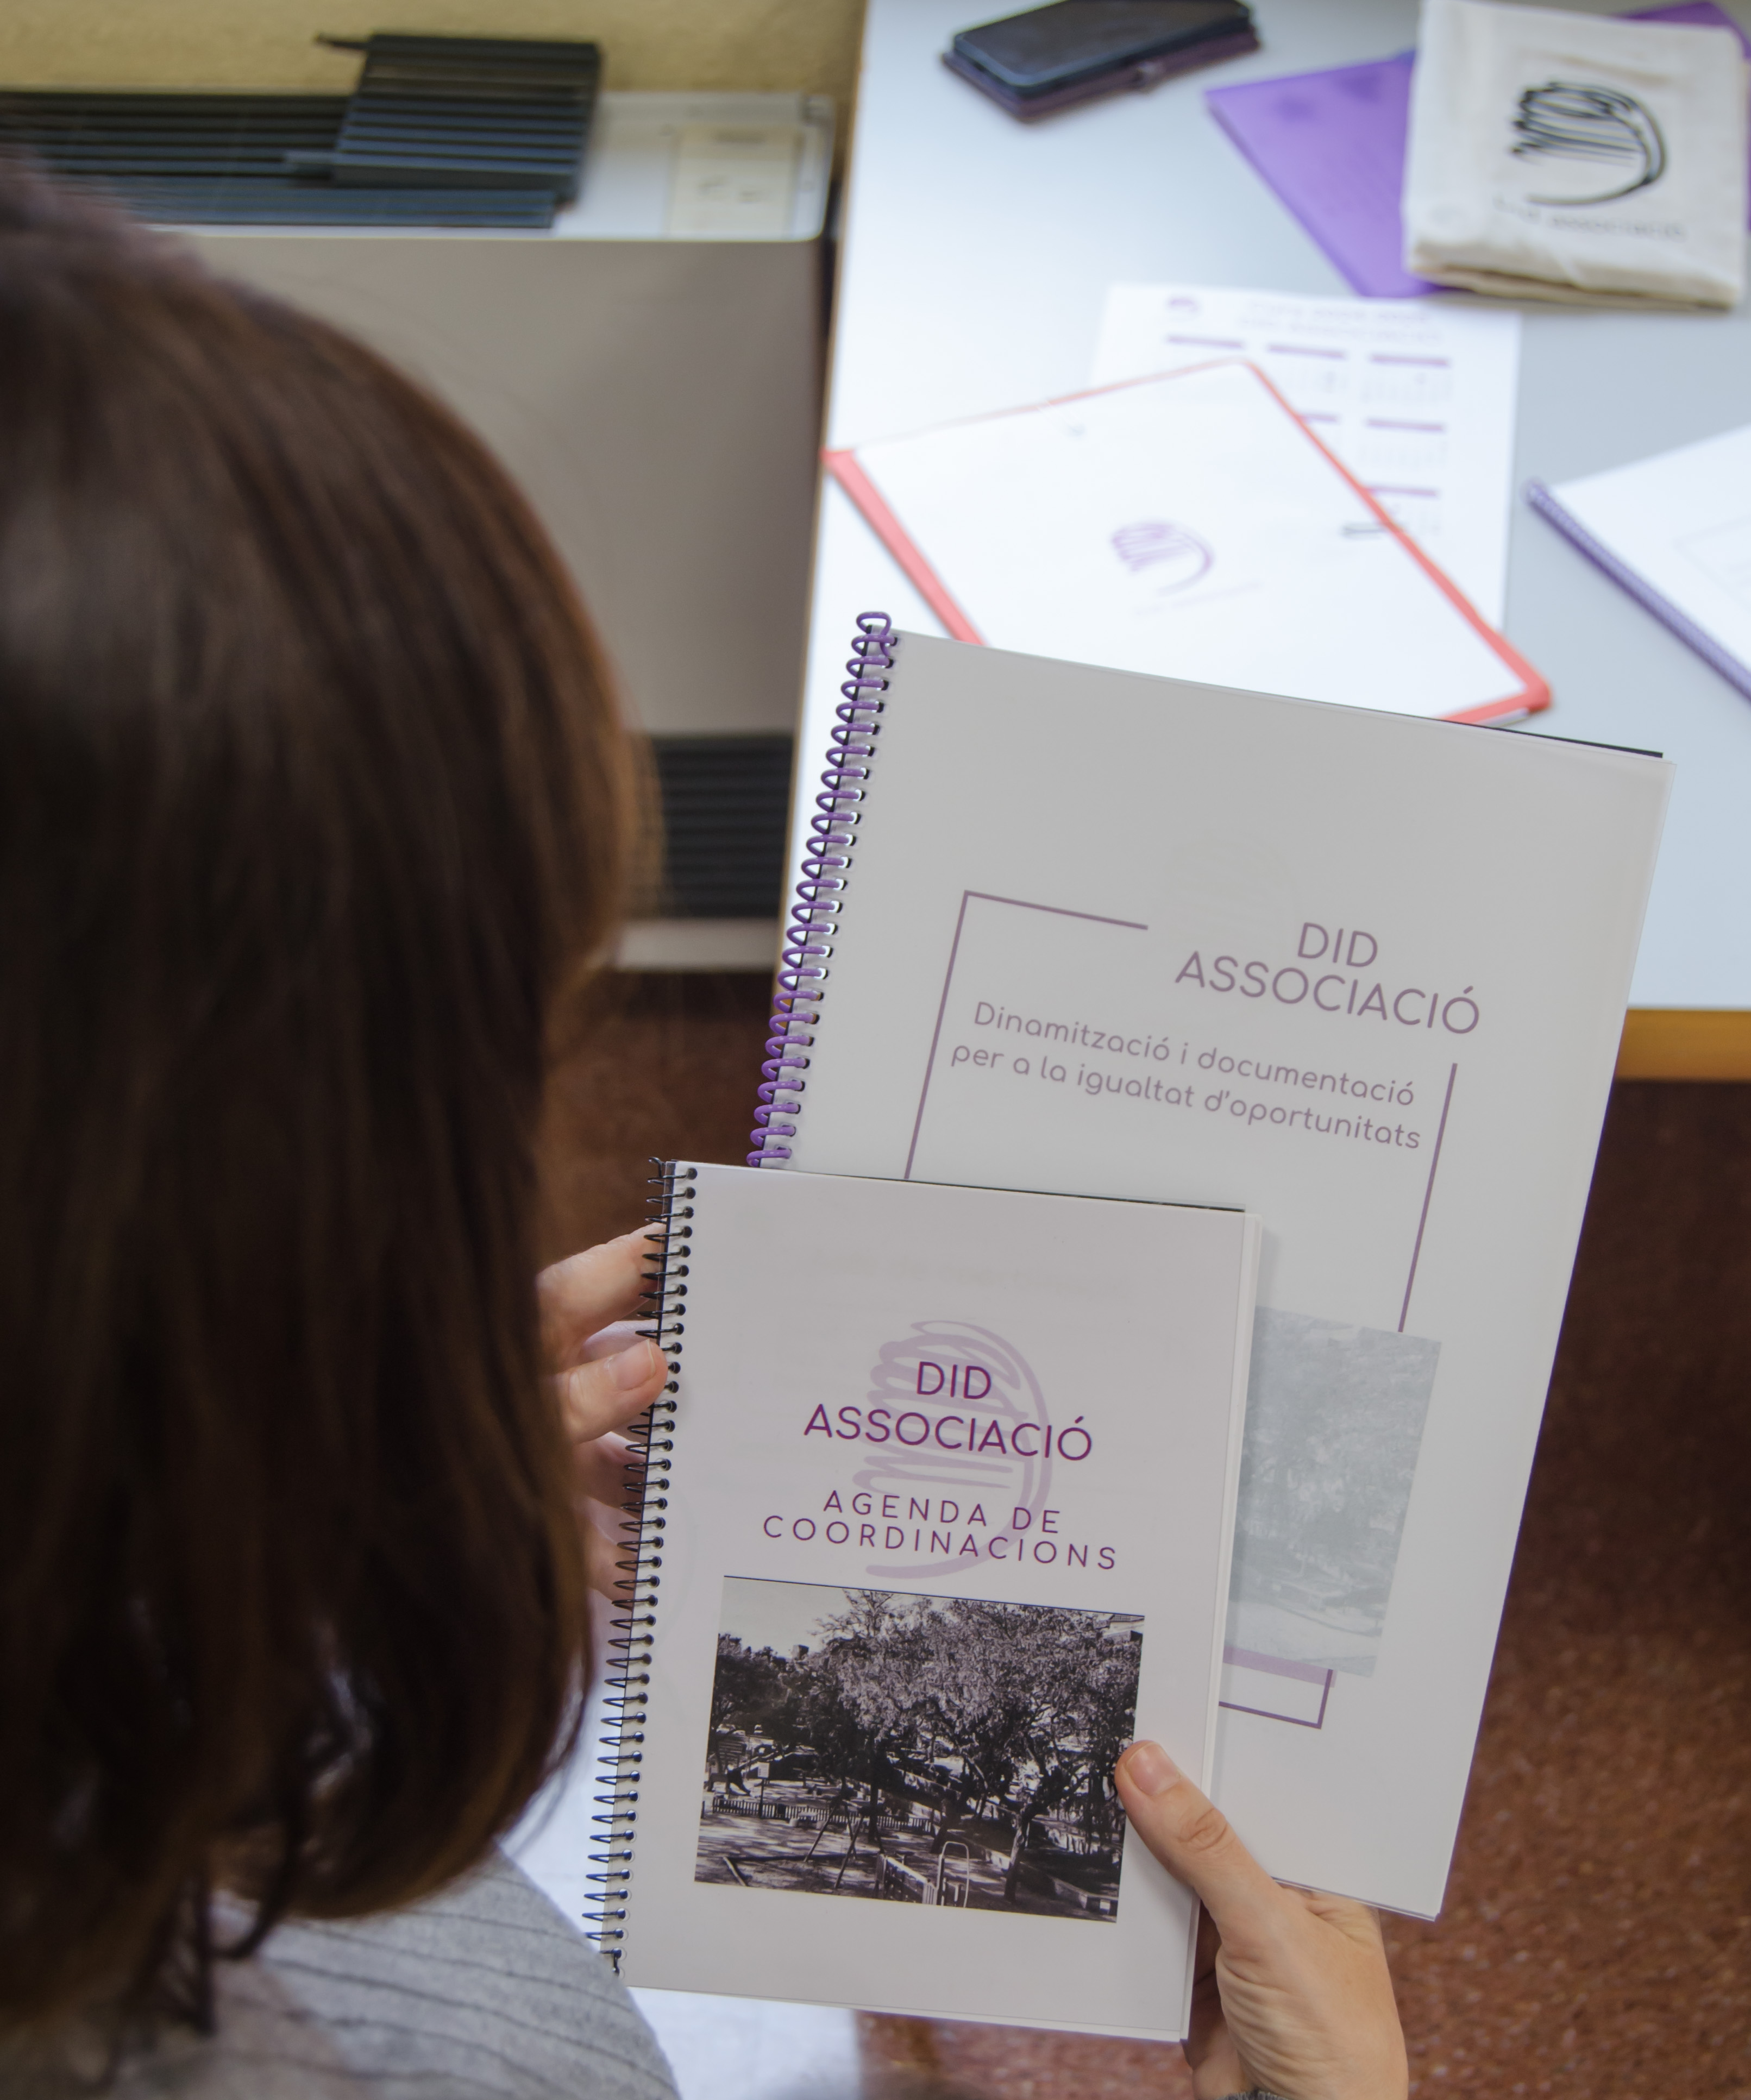 DID
ASSOCIACIÓ
Dinamització i documentació
per a la igualtat d'oportunitats
DID
ASSOCIACIÓ
AGENDA DE
COORDINACIONS